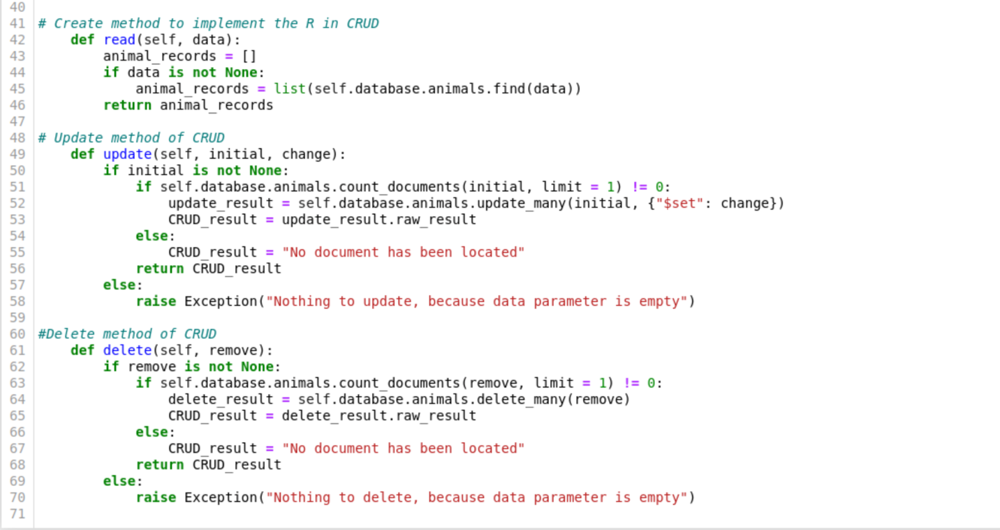 40
41 # Create method to implement the R in CRUD
42     def read(self, data):
43         animal_records = []
44         if data is not None:
45             animal_records = list(self.database.animals.find(data))
46         return animal_records
47
48 # Update method of CRUD
49     def update(self, initial, change):
50         if initial is not None:
51             if self.database.animals.count_documents(initial, limit = 1) != 0:
52                 update_result = self.database.animals.update_many(initial, {"$set": change})
53                 CRUD_result = update_result.raw_result
54             else:
55                 CRUD_result = "No document has been located"
56             return CRUD_result
57         else:
58             raise Exception("Nothing to update, because data parameter is empty")
59
60 #Delete method of CRUD
61     def delete(self, remove):
62         if remove is not None:
63             if self.database.animals.count_documents(remove, limit = 1) != 0:
64                 delete_result = self.database.animals.delete_many(remove)
65                 CRUD_result = delete_result.raw_result
66             else:
67                 CRUD_result = "No document has been located"
68             return CRUD_result
69         else:
70             raise Exception("Nothing to delete, because data parameter is empty")
71